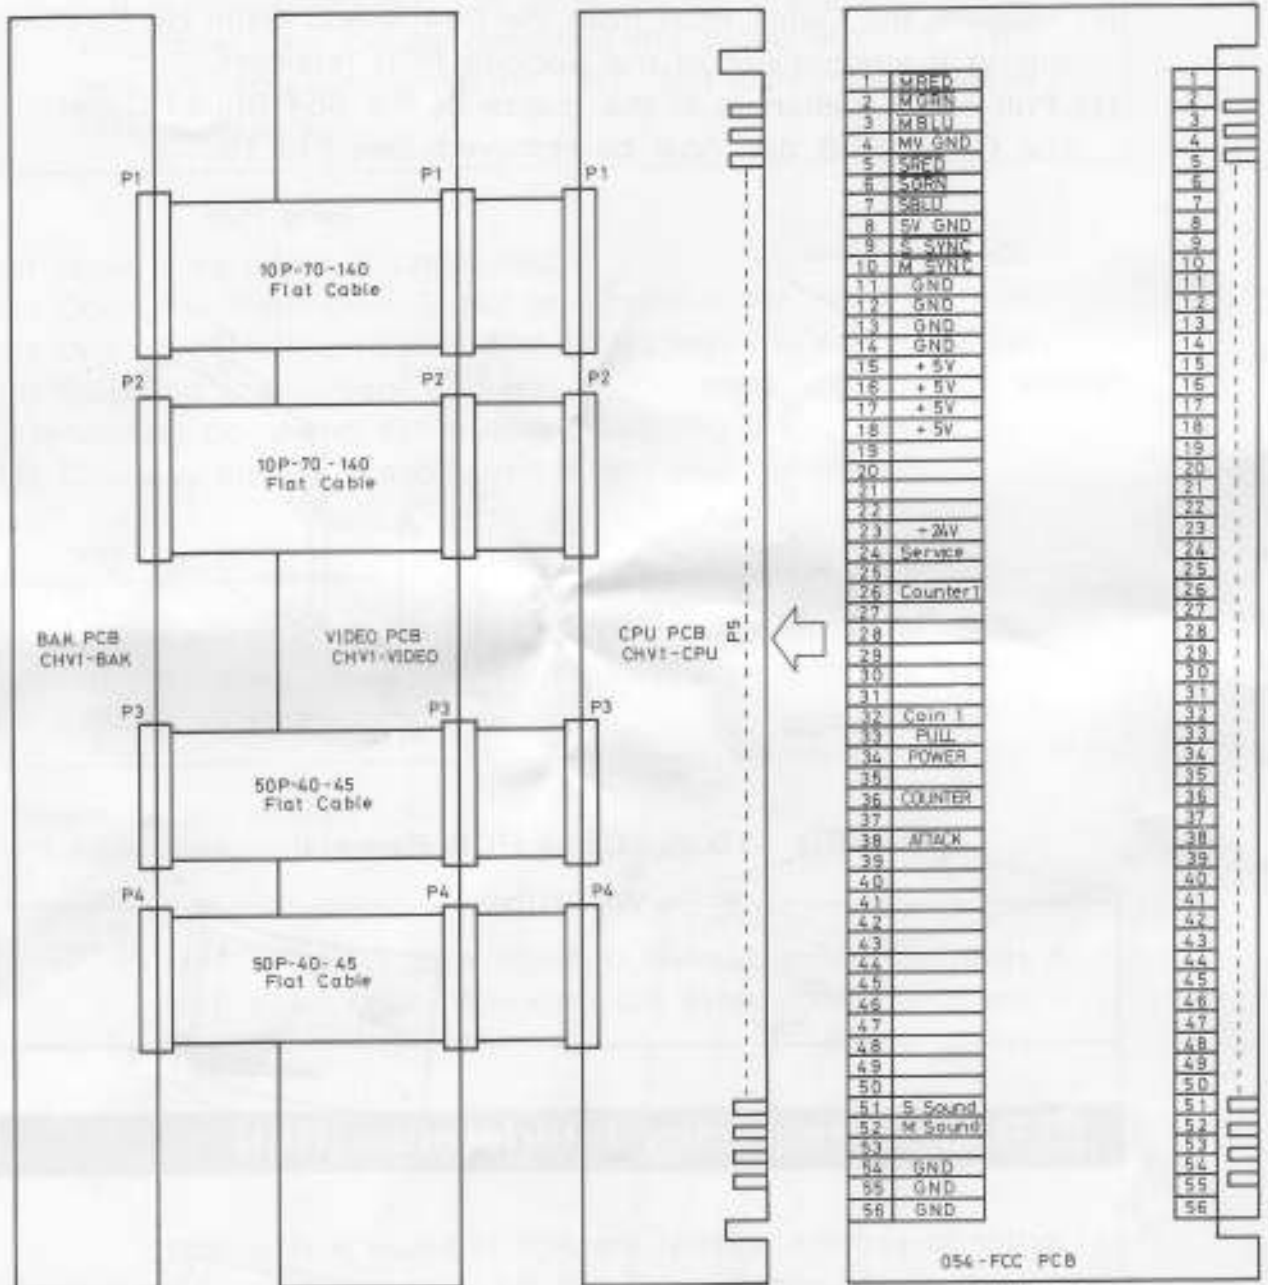 P1 P1 P1
10P-70-140
Flat Cable
P2 P2 P2
10P-70-140
Flat Cable
BAK PCB
CHV1-BAK
VIDEO PCB
CHV1-VIDEO
CPU PCB
CHV1-CPU
P5
P3 P3 P3
50P-40-45
Flat Cable
P4 P4 P4
50P-40-45
Flat Cable
1 MRED
2 MGRN
3 MBLU
4 MV GND
5 SRED
6 SGRN
7 SBLU
8 SV GND
9 S SYNC
10 M SYNC
11 GND
12 GND
13 GND
14 GND
15 +5V
16 +5V
17 +5V
18 +5V
19
20
21
22
23 +24V
24 Service
25
26 Counter1
27
28
29
30
31
32 Coin 1
33 PULL
34 POWER
35
36 COUNTER
37
38 ATTACK
39
40
41
42
43
44
45
46
47
48
49
50
51 S Sound
52 M Sound
53
54 GND
55 GND
56 GND
1
2
3
4
5
6
7
8
9
10
11
12
13
14
15
16
17
18
19
20
21
22
23
24
25
26
27
28
29
30
31
32
33
34
35
36
37
38
39
40
41
42
43
44
45
46
47
48
49
50
51
52
53
54
55
56
054-FCC PCB